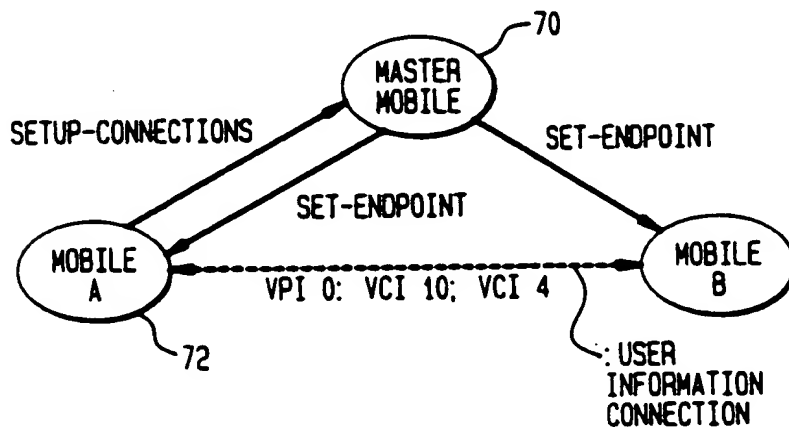 70
MASTER
MOBILE
SETUP-CONNECTIONS
SET-ENDPOINT
SET-ENDPOINT
MOBILE
A
MOBILE
B
VPI 0: VCI 10; VCI 4
72
: USER
INFORMATION
CONNECTION